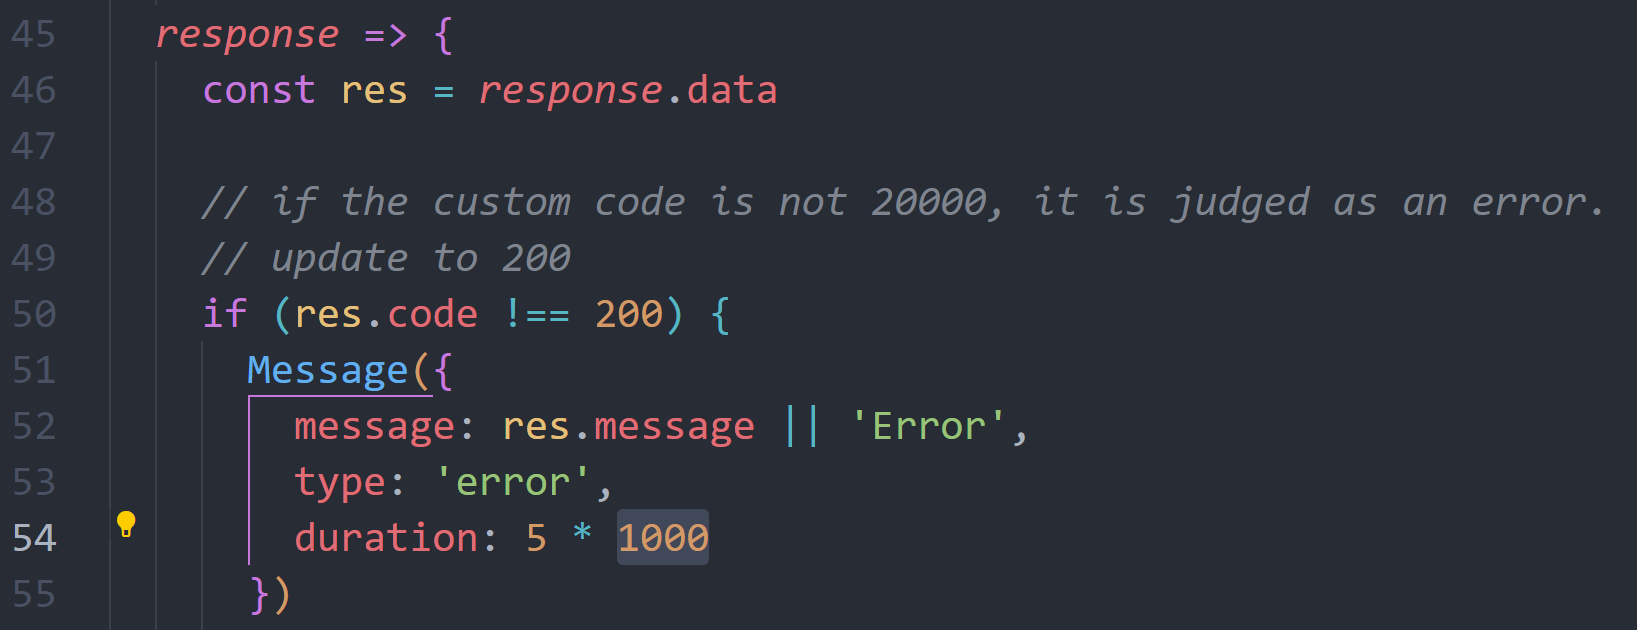 45 response => {
46 const res = response.data
47
48 // if the custom code is not 20000, it is judged as an error.
49 // update to 200
50 if (res.code !== 200) {
51 Message({
52 message: res.message || 'Error',
53 type: 'error',
54 duration: 5 * 1000
55 })